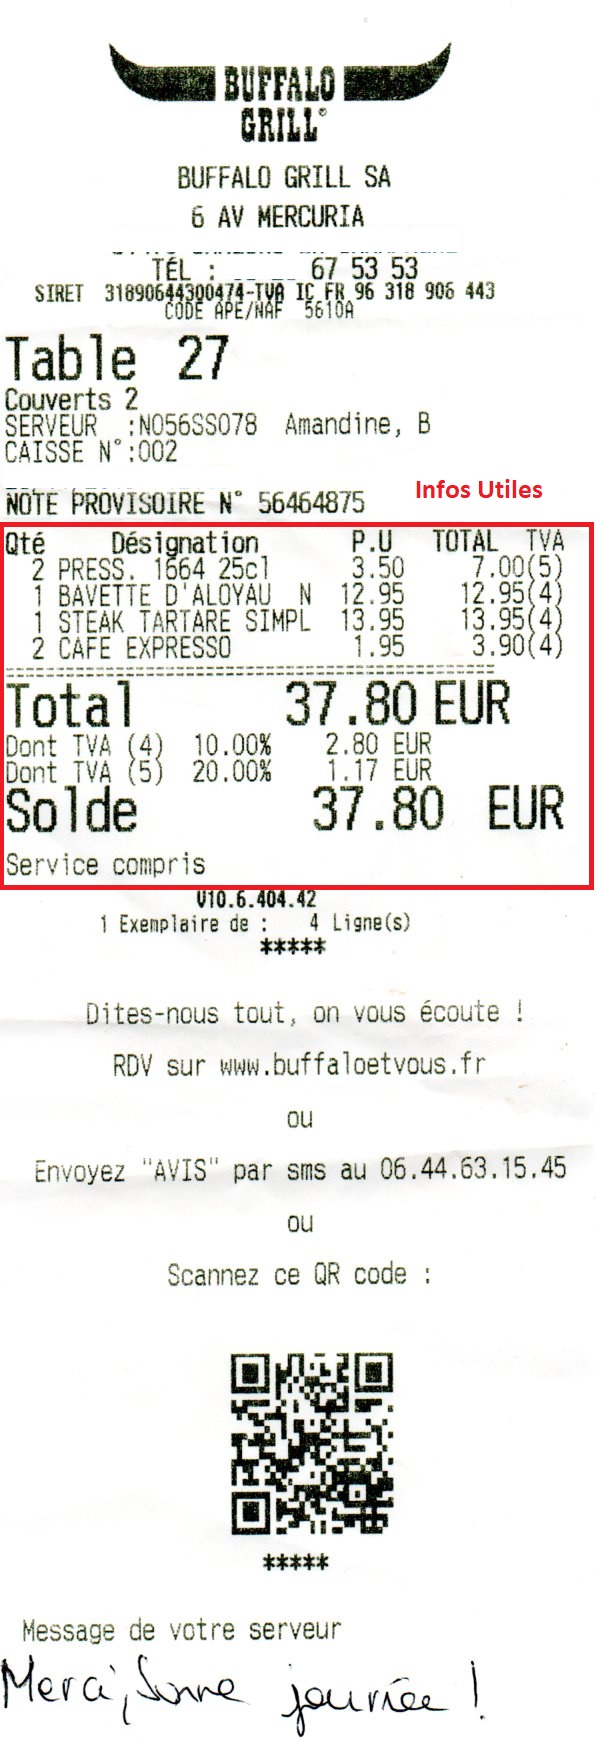 BUFFALO
GRILL®
BUFFALO GRILL SA
6 AV MERCURIA
TÉL : 67 53 53
SIRET 31890644300474-TVA IC FR 96 318 906 443
CODE APE/NAF 5610A
Table 27
Couverts 2
SERVEUR :N056SS078 Amandine, B
CAISSE N°:002
NOTE PROVISOIRE N° 56464875
Infos Utiles
Qté Désignation P.U TOTAL TVA
2 PRESS. 1664 25cl 3.50 7.00(5)
1 BAVETTE D'ALOYAU N 12.95 12.95(4)
1 STEAK TARTARE SIMPL 13.95 13.95(4)
2 CAFE EXPRESSO 1.95 3.90(4)
Total 37.80 EUR
Dont TVA (4) 10.00% 2.80 EUR
Dont TVA (5) 20.00% 1.17 EUR
Solde 37.80 EUR
Service compris
V10.6.404.42
1 Exemplaire de : 4 Ligne(s)
*****
Dites-nous tout, on vous écoute !
RDV sur www.buffaloetvous.fr
ou
Envoyez "AVIS" par sms au 06.44.63.15.45
ou
Scannez ce QR code :
*****
Message de votre serveur
Merci, bonne journée !